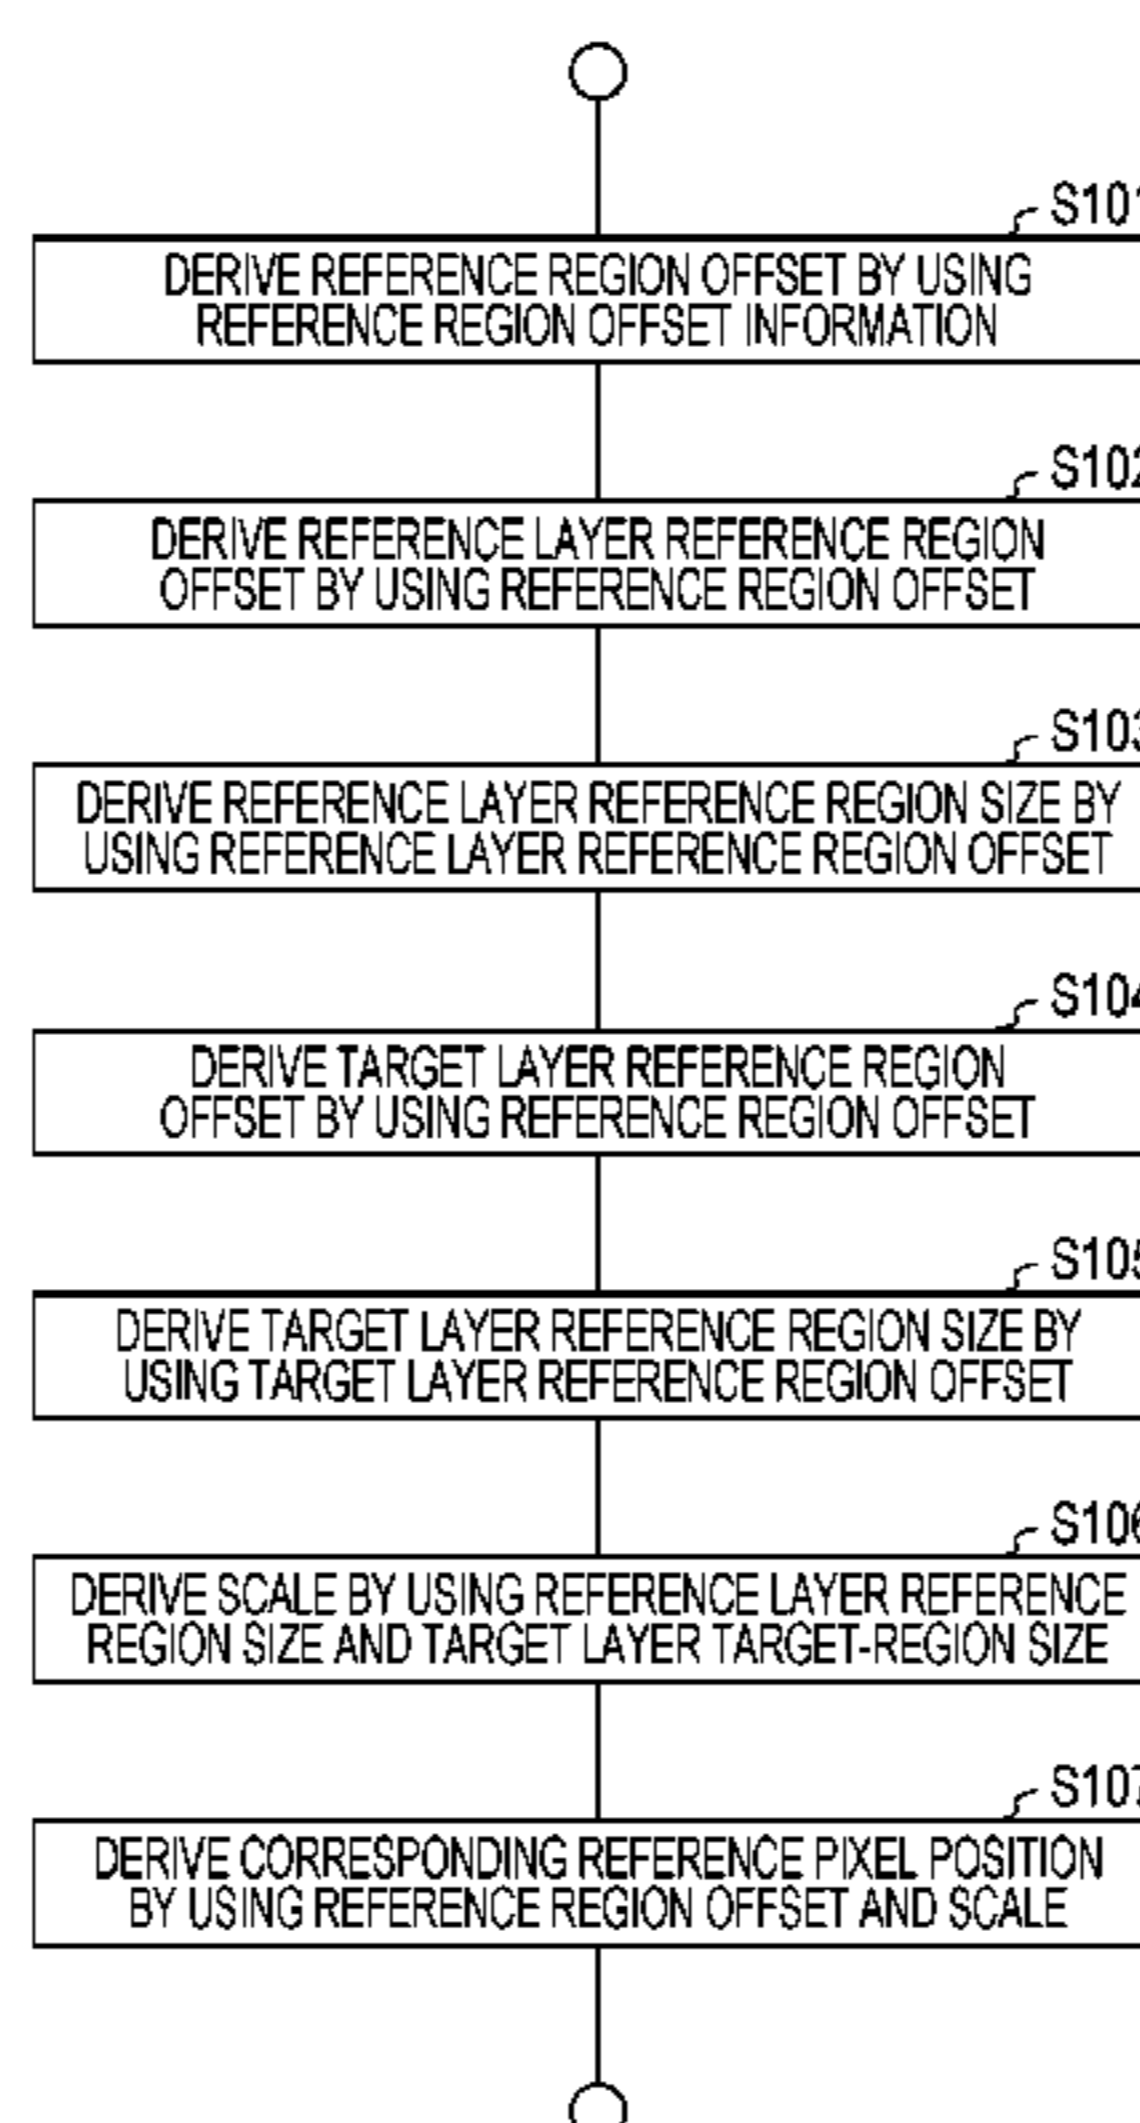 S101
DERIVE REFERENCE REGION OFFSET BY USING
REFERENCE REGION OFFSET INFORMATION
S102
DERIVE REFERENCE LAYER REFERENCE REGION
OFFSET BY USING REFERENCE REGION OFFSET
S103
DERIVE REFERENCE LAYER REFERENCE REGION SIZE BY
USING REFERENCE LAYER REFERENCE REGION OFFSET
S104
DERIVE TARGET LAYER REFERENCE REGION
OFFSET BY USING REFERENCE REGION OFFSET
S105
DERIVE TARGET LAYER REFERENCE REGION SIZE BY
USING TARGET LAYER REFERENCE REGION OFFSET
S106
DERIVE SCALE BY USING REFERENCE LAYER REFERENCE
REGION SIZE AND TARGET LAYER TARGET-REGION SIZE
S107
DERIVE CORRESPONDING REFERENCE PIXEL POSITION
BY USING REFERENCE REGION OFFSET AND SCALE